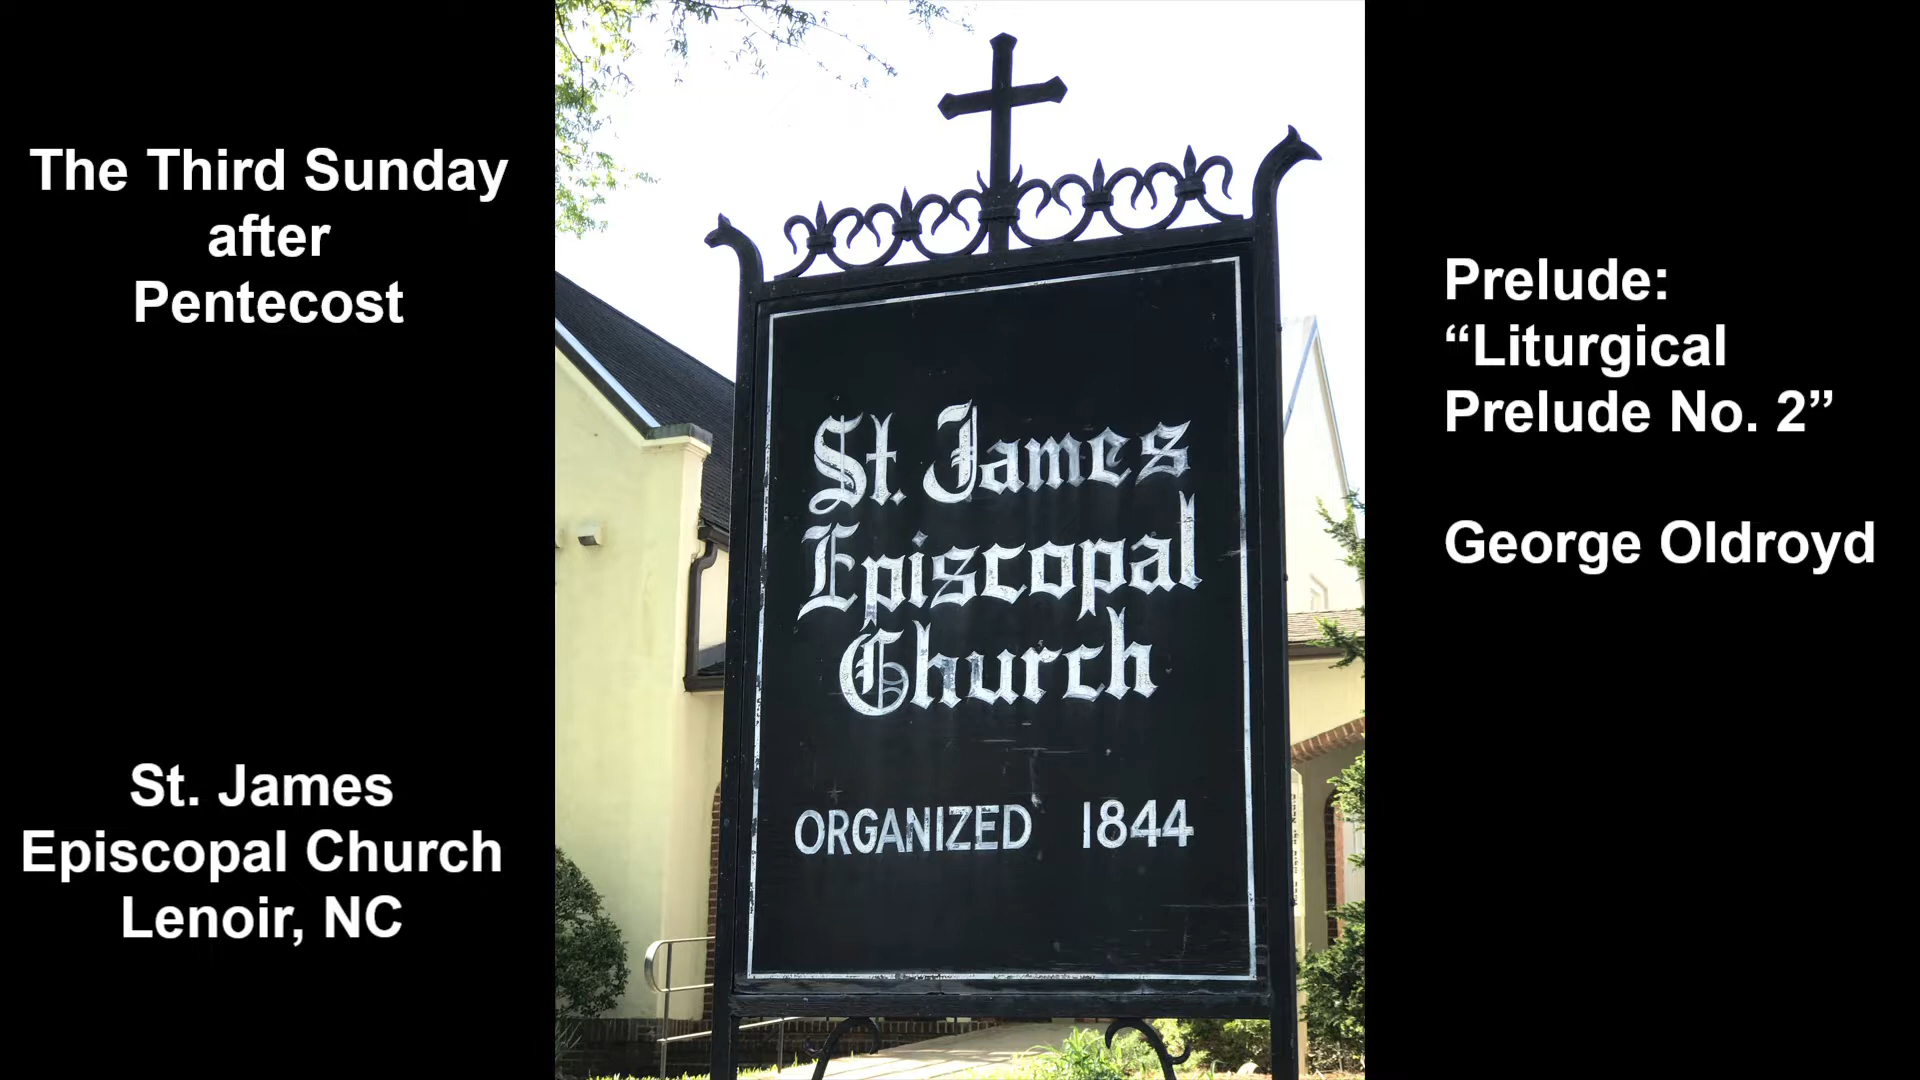 The Third Sunday
after
Pentecost
St. James
Episcopal Church
Lenoir, NC
St. James
Episcopal
Church
ORGANIZED 1844
Prelude:
“Liturgical
Prelude No. 2”
George Oldroyd